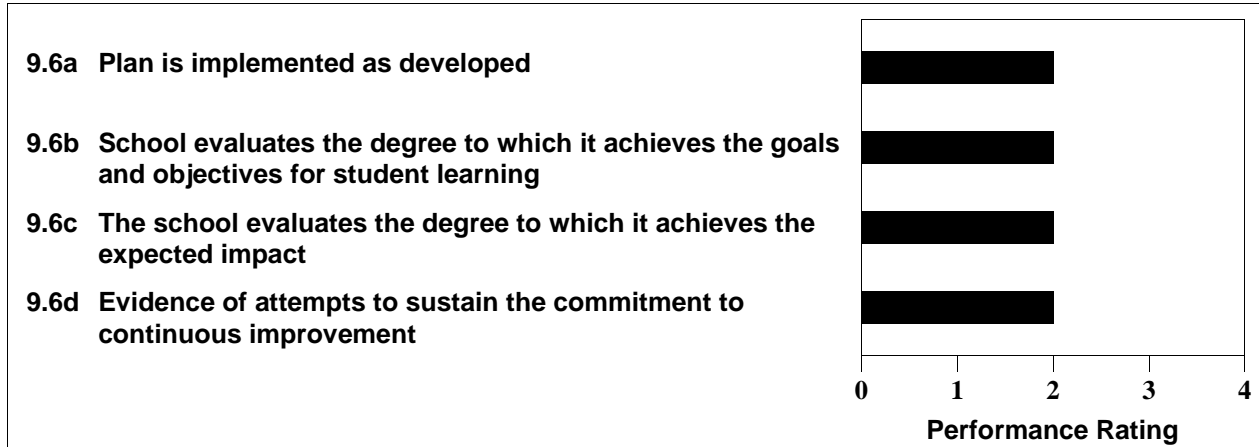 9.6a Plan is implemented as developed
9.6b School evaluates the degree to which it achieves the goals
and objectives for student learning
9.6c The school evaluates the degree to which it achieves the
expected impact
9.6d Evidence of attempts to sustain the commitment to
continuous improvement
0 1 2 3 4
Performance Rating